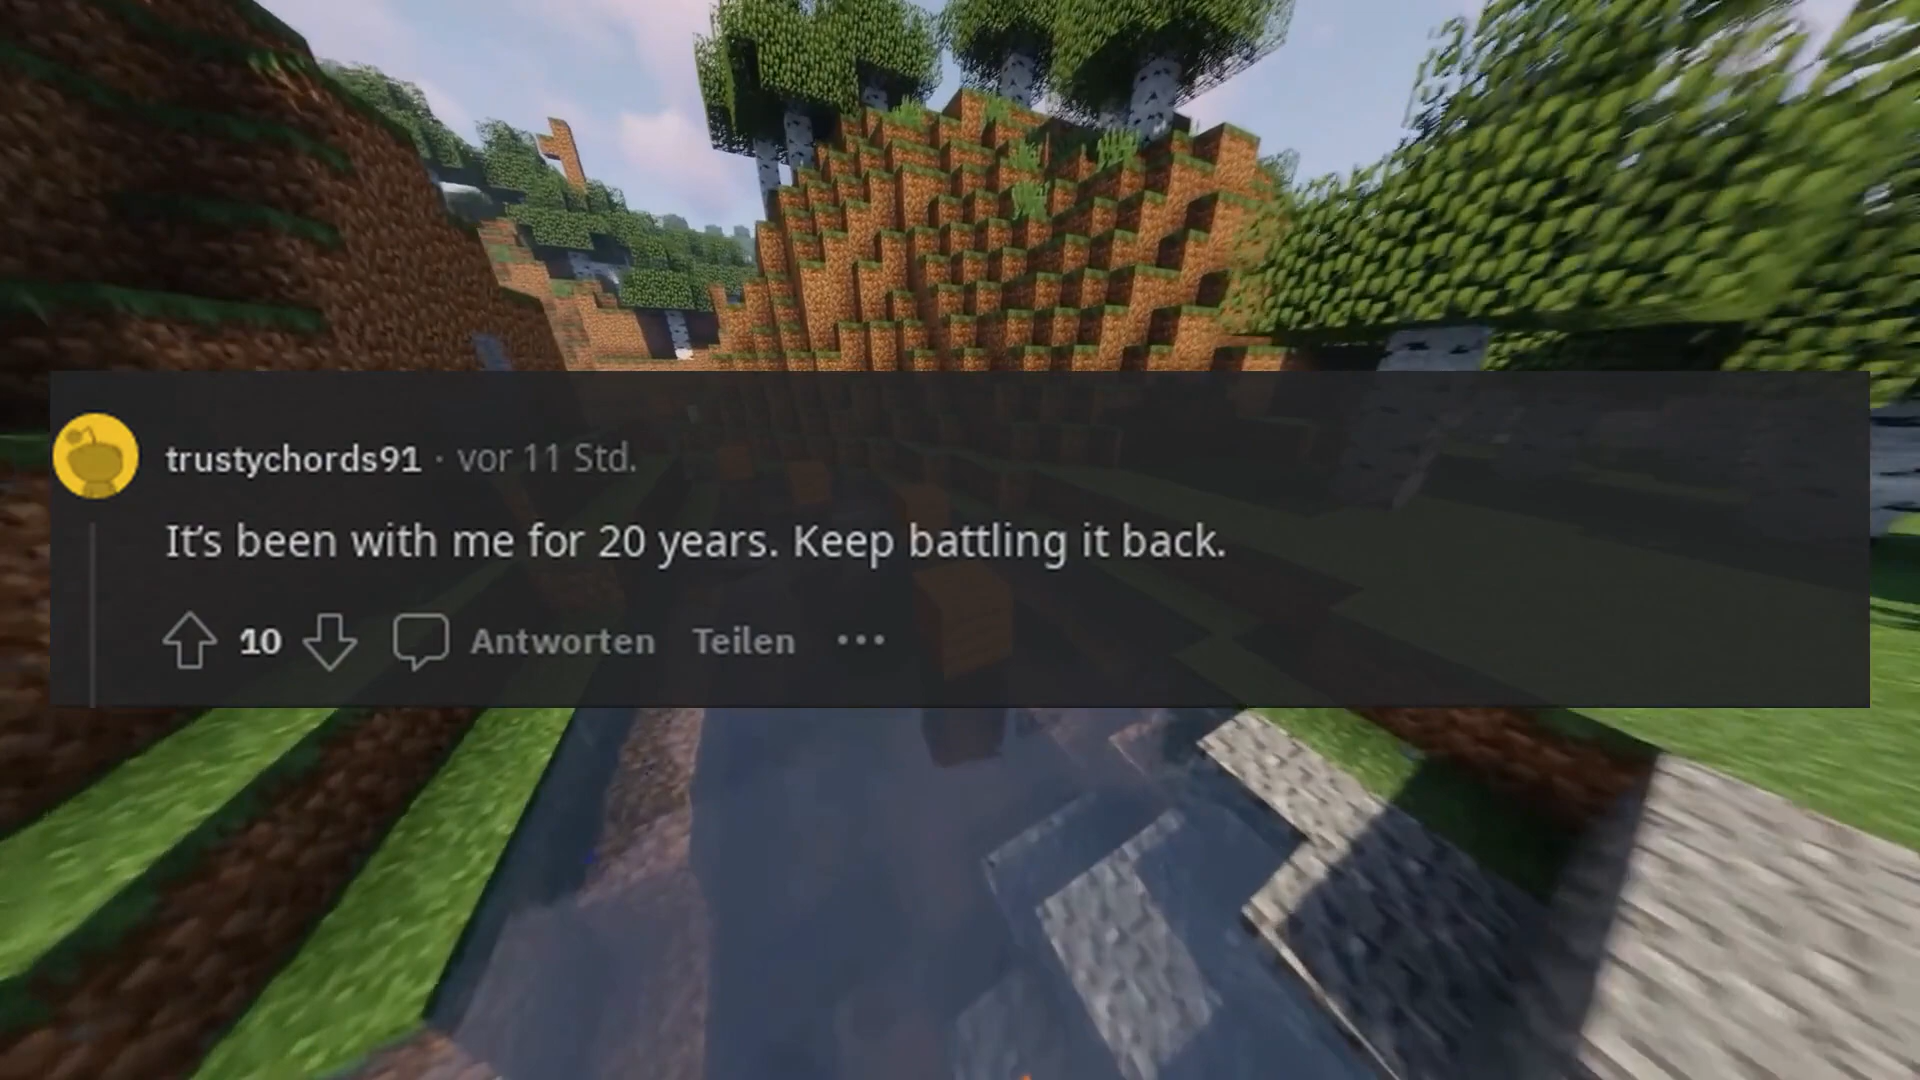 trustychords91 · vor 11 Std.
It's been with me for 20 years. Keep battling it back.
10 Antworten Teilen •••